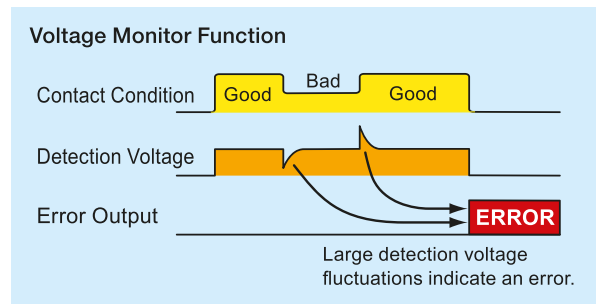 Voltage Monitor Function
Contact Condition
Good
Bad
Good
Detection Voltage
Error Output
ERROR
Large detection voltage
fluctuations indicate an error.